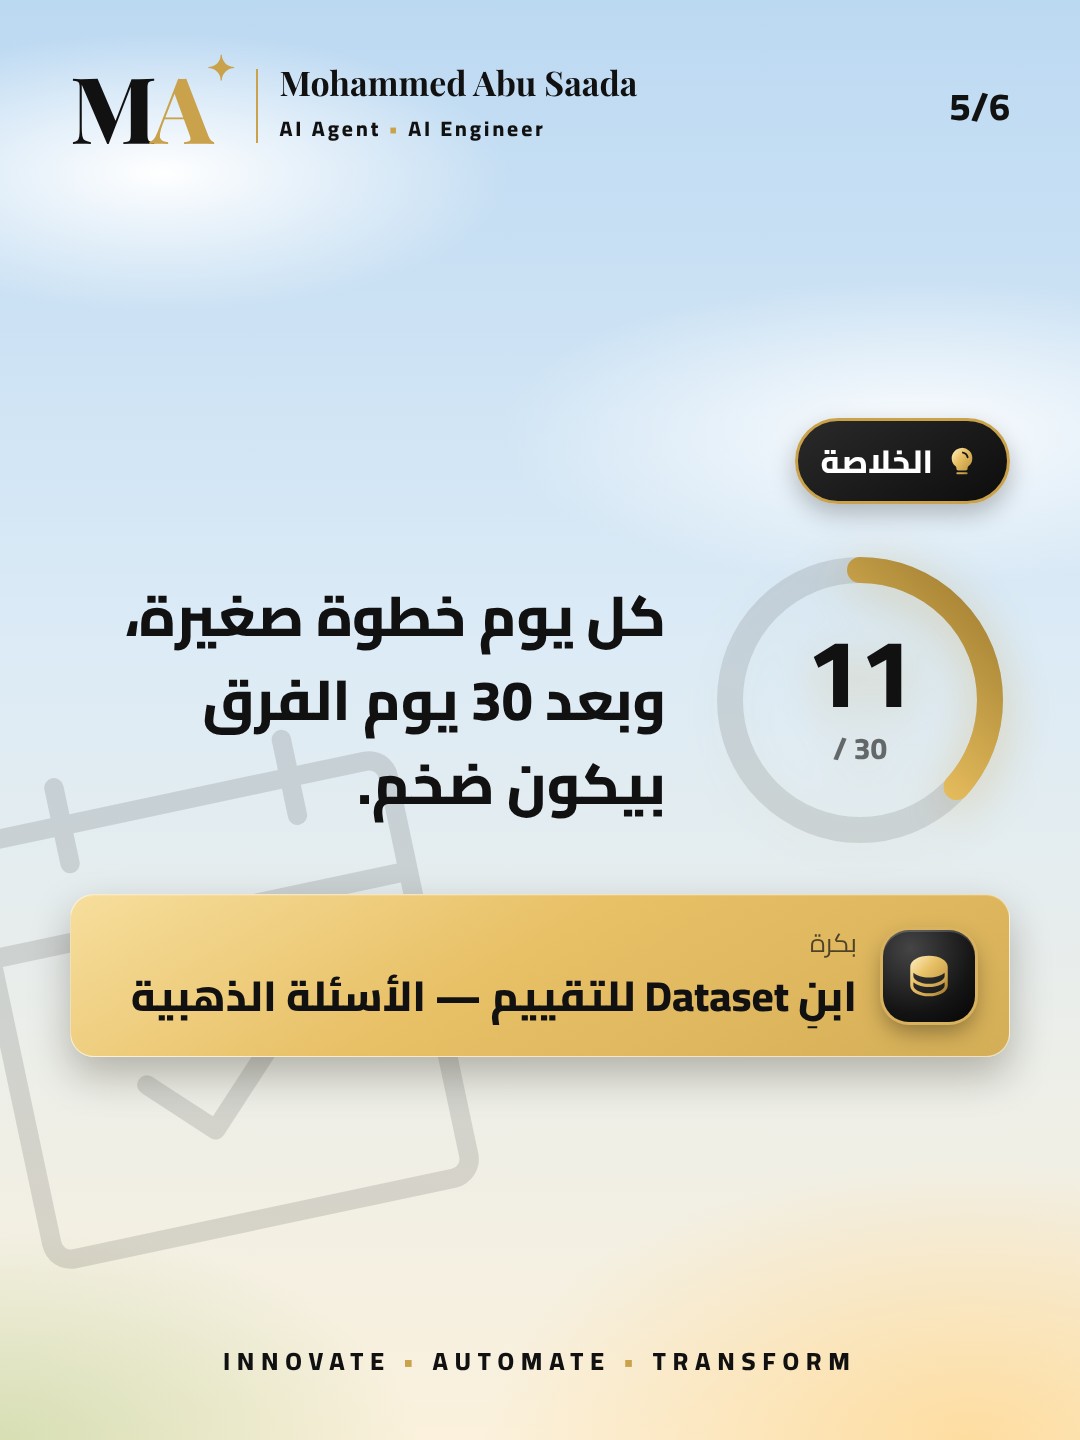 MA
Mohammed Abu Saada
AI Agent ▪ AI Engineer
5/6
الخلاصة
11
/ 30
كل يوم خطوة صغيرة،
وبعد 30 يوم الفرق
بيكون ضخم.
بكرة
ابنِ Dataset للتقييم — الأسئلة الذهبية
INNOVATE ▪ AUTOMATE ▪ TRANSFORM